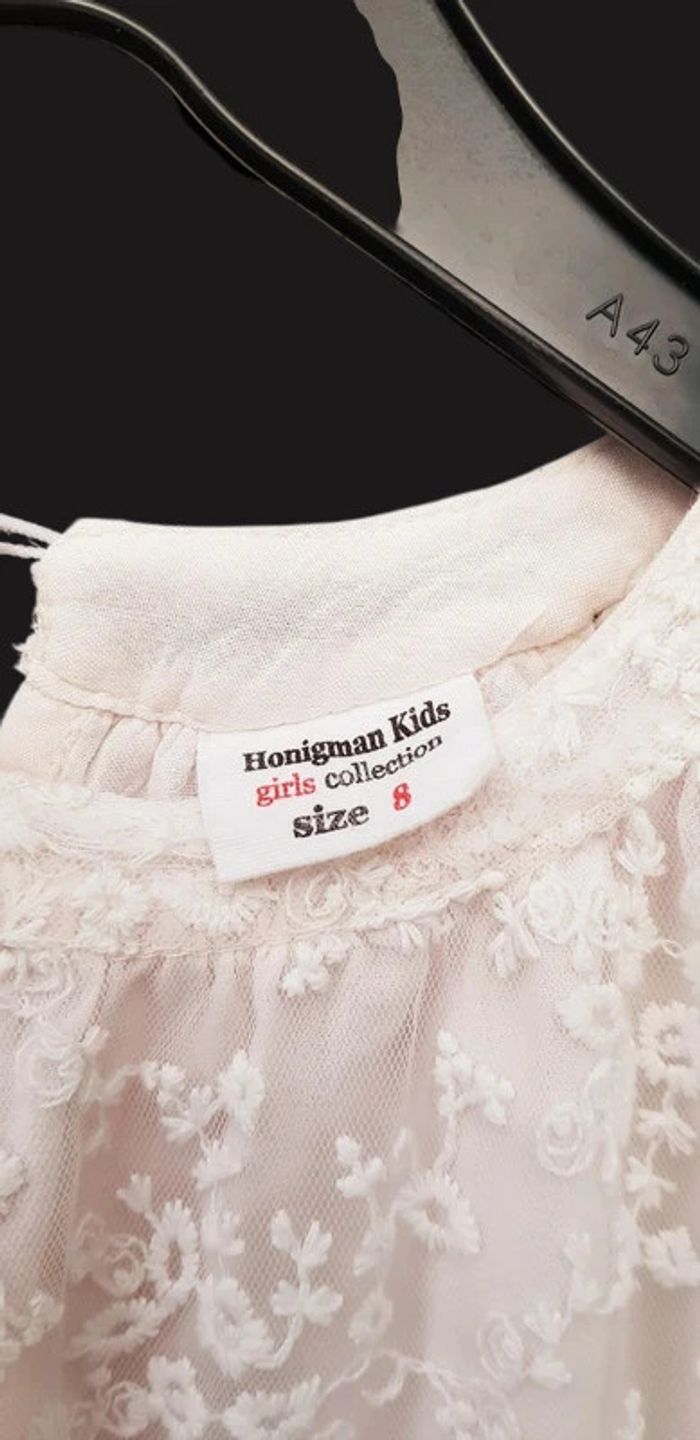 A43
Honigman Kids
girls collection
size 8